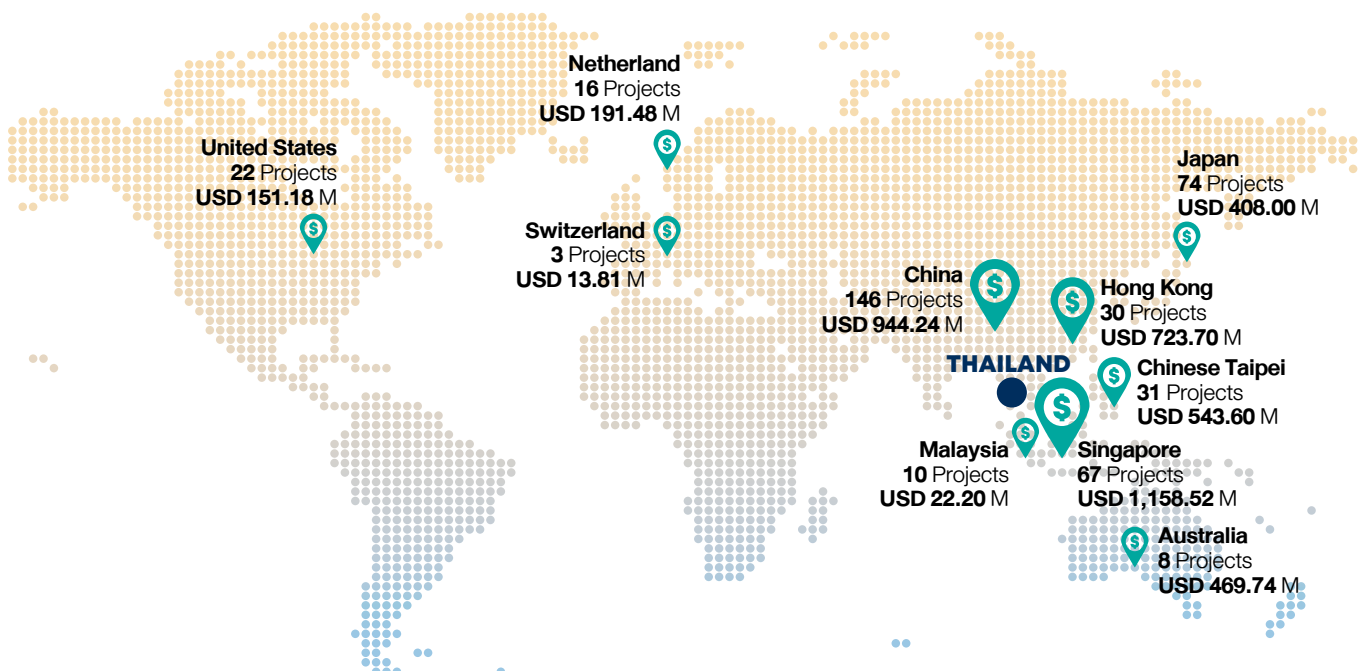 Netherland
16 Projects
USD 191.48 M
United States
22 Projects
USD 151.18 M
Japan
74 Projects
USD 408.00 M
Switzerland
3 Projects
USD 13.81 M
China
146 Projects
USD 944.24 M
Hong Kong
30 Projects
USD 723.70 M
THAILAND
Chinese Taipei
31 Projects
USD 543.60 M
Malaysia
10 Projects
USD 22.20 M
Singapore
67 Projects
USD 1,158.52 M
Australia
8 Projects
USD 469.74 M
$
$
$
$
$
$
$
$
$
$